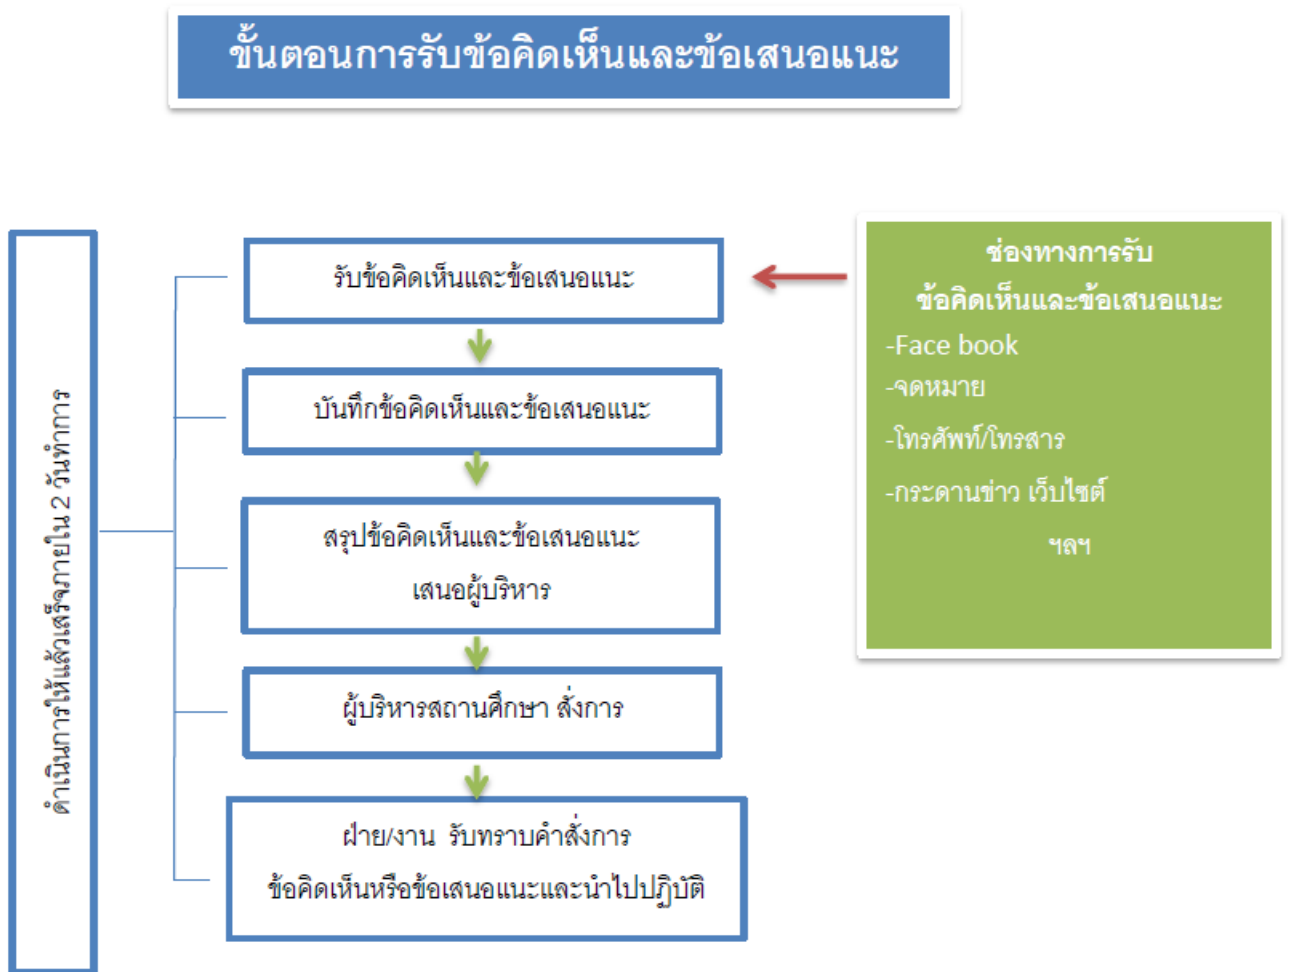 ขั้นตอนการรับข้อคิดเห็นและข้อเสนอแนะ
ดำเนินการให้แล้วเสร็จภายใน 2 วันทำการ
รับข้อคิดเห็นและข้อเสนอแนะ
บันทึกข้อคิดเห็นและข้อเสนอแนะ
สรุปข้อคิดเห็นและข้อเสนอแนะ
เสนอผู้บริหาร
ผู้บริหารสถานศึกษา สั่งการ
ฝ่าย/งาน รับทราบคำสั่งการ
ข้อคิดเห็นหรือข้อเสนอแนะและนำไปปฏิบัติ
ช่องทางการรับ
ข้อคิดเห็นและข้อเสนอแนะ
-Face book
-จดหมาย
-โทรศัพท์/โทรสาร
-กระดานข่าว เว็บไซต์
ฯลฯ